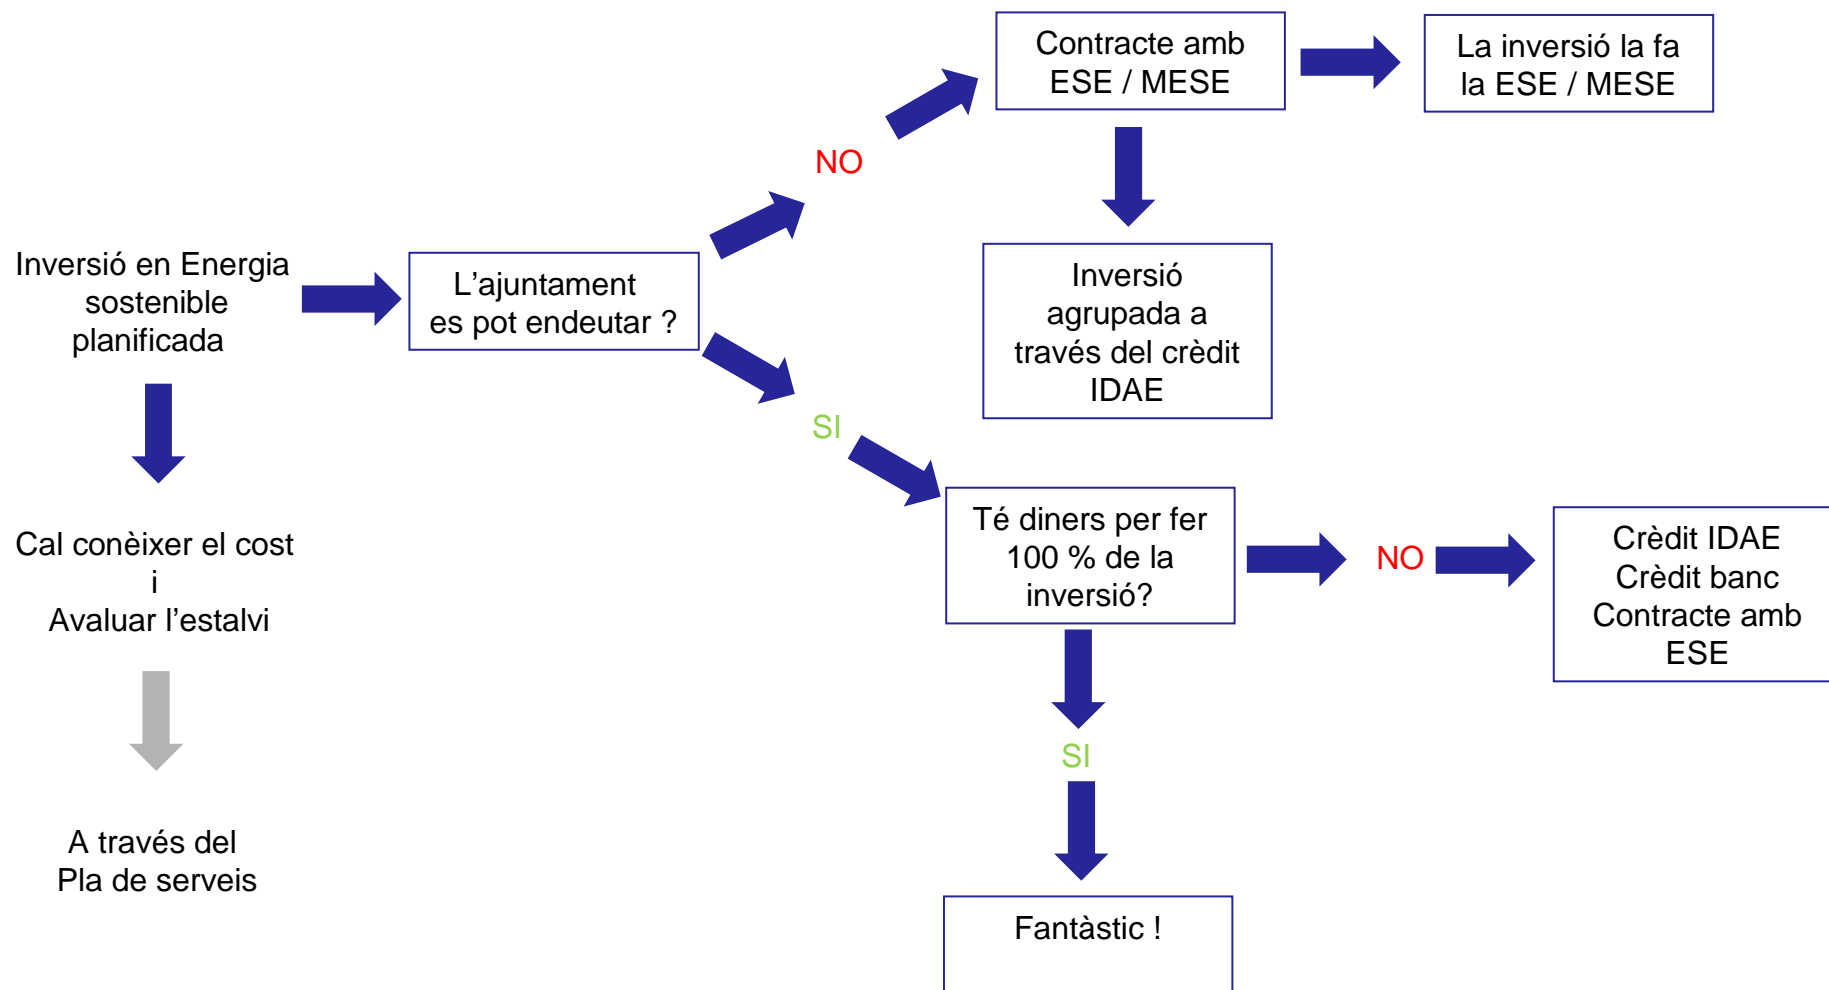 Inversió en Energia
sostenible
planificada
Cal conèixer el cost
i
Avaluar l’estalvi
A través del
Pla de serveis
L’ajuntament
es pot endeutar ?
NO
Contracte amb
ESE / MESE
La inversió la fa
la ESE / MESE
Inversió
agrupada a
través del crèdit
IDAE
SI
Té diners per fer
100 % de la
inversió?
NO
Crèdit IDAE
Crèdit banc
Contracte amb
ESE
SI
Fantàstic !